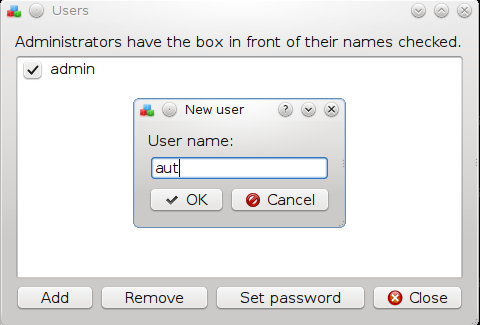 Users
Administrators have the box in front of their names checked.
admin
New user
User name:
aut
OK Cancel
Add Remove Set password Close